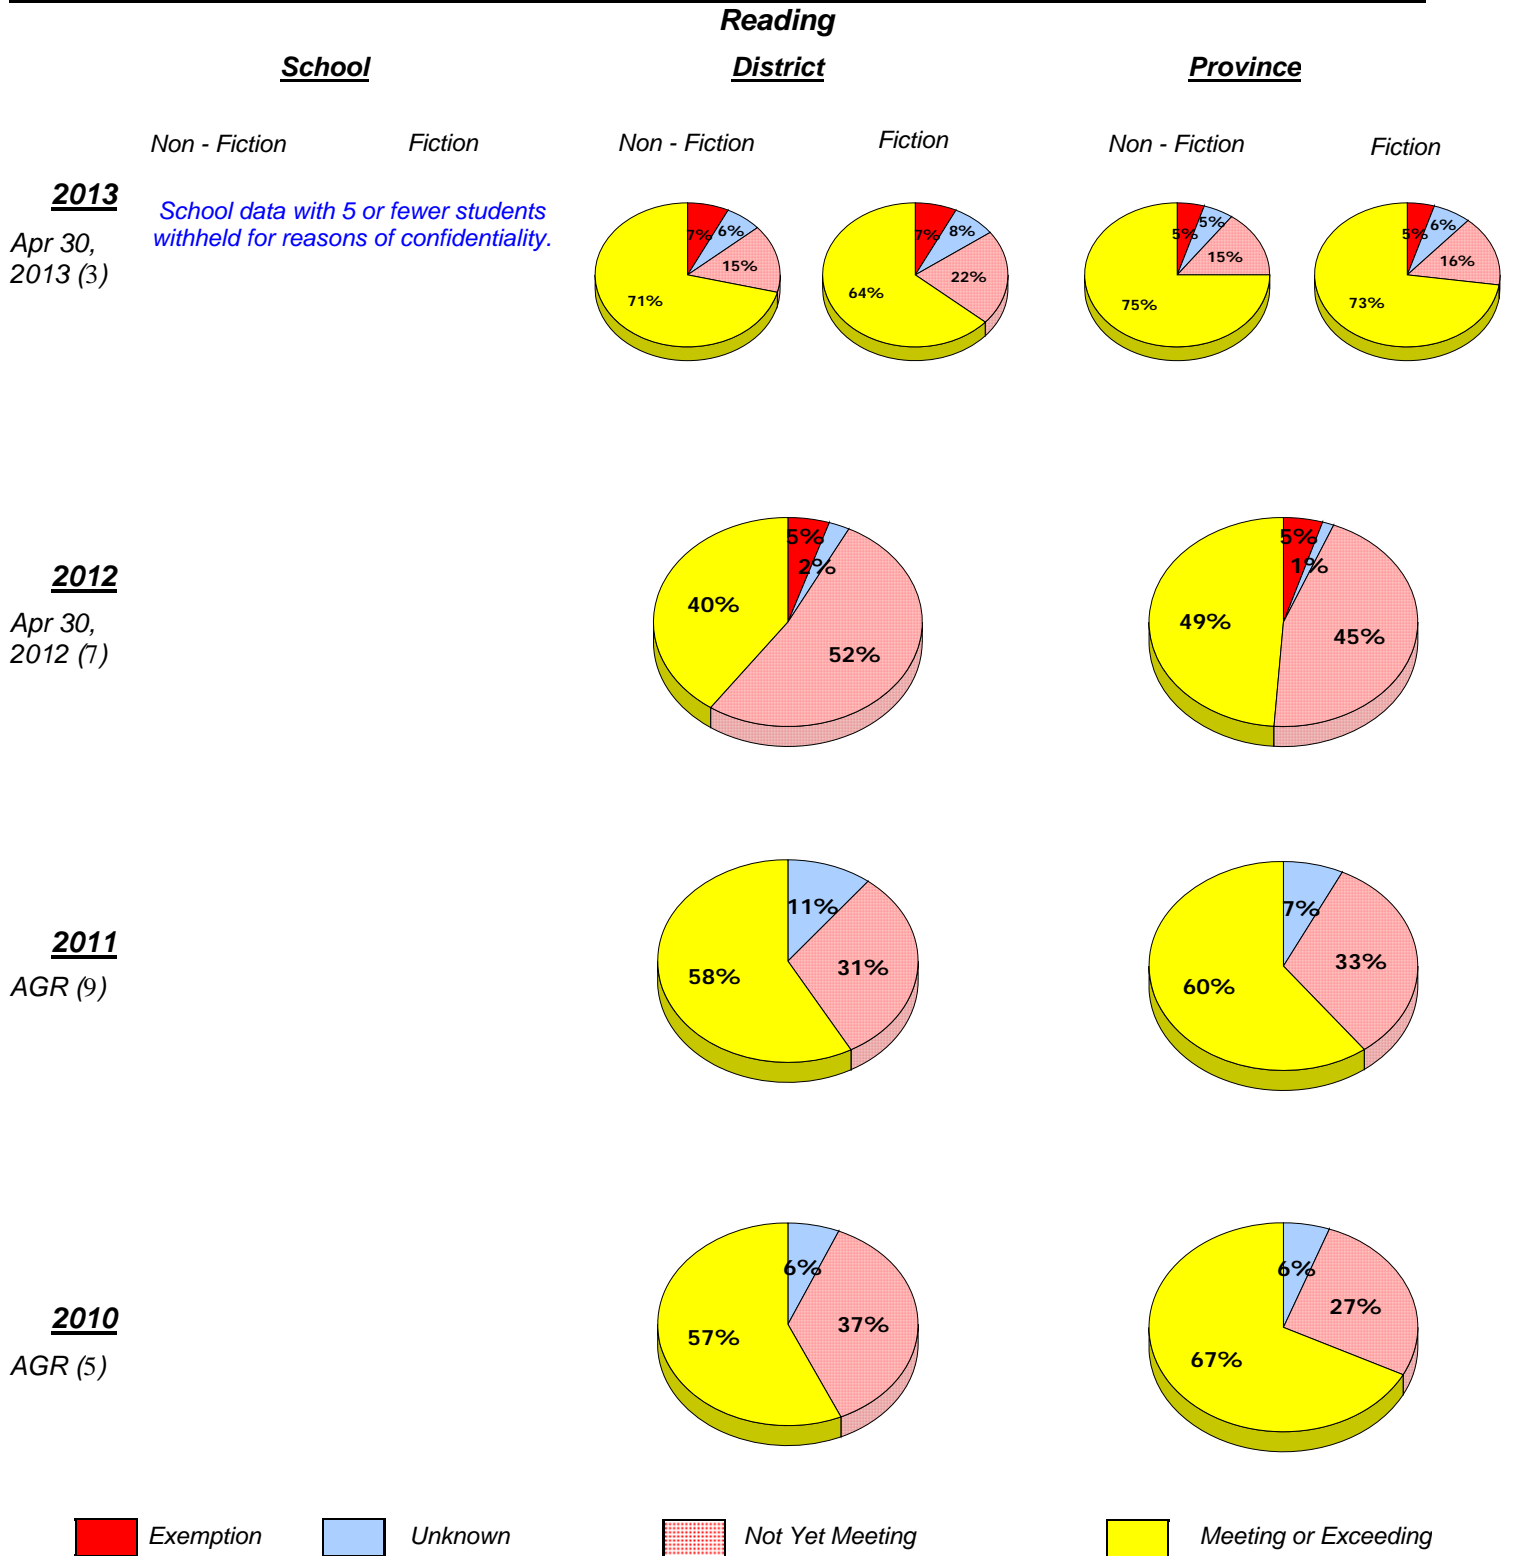 Reading
School District Province
Non - Fiction Fiction Non - Fiction Fiction Non - Fiction Fiction
2013
Apr 30,
2013 (3)
School data with 5 or fewer students
withheld for reasons of confidentiality.
7% 6% 15% 71%
7% 8% 22% 64%
5% 5% 15% 75%
5% 6% 16% 73%
2012
Apr 30,
2012 (7)
5% 2% 40% 52%
5% 1% 49% 45%
2011
AGR (9)
11% 58% 31%
7% 60% 33%
2010
AGR (5)
6% 57% 37%
6% 67% 27%
Exemption Unknown Not Yet Meeting Meeting or Exceeding